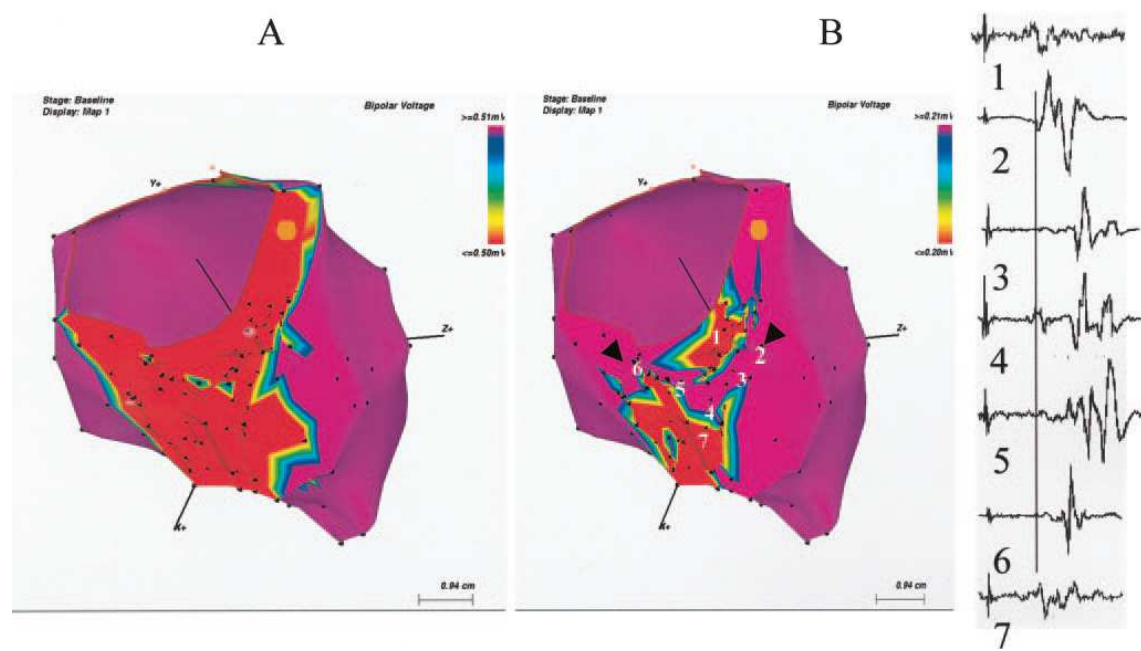 A
B
Stage: Baseline
Display: Map 1
Bipolar Voltage
>=0.51mV
<=0.50mV
Y+
Z+
X+
0.94 cm
Stage: Baseline
Display: Map 1
Bipolar Voltage
>=0.21mV
<=0.20mV
Y+
Z+
X+
0.94 cm
1
2
3
4
5
6
7
1
2
3
4
5
6
7